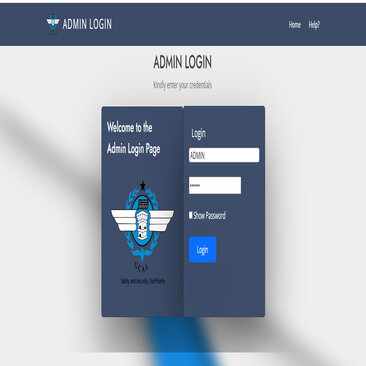 ADMIN LOGIN
Home Help?
ADMIN LOGIN
Kindly enter your credentials
Welcome to the
Admin Login Page
Login
ADMIN
••••••
Show Password
Login
GCAA
Safety and Security: Our Priority